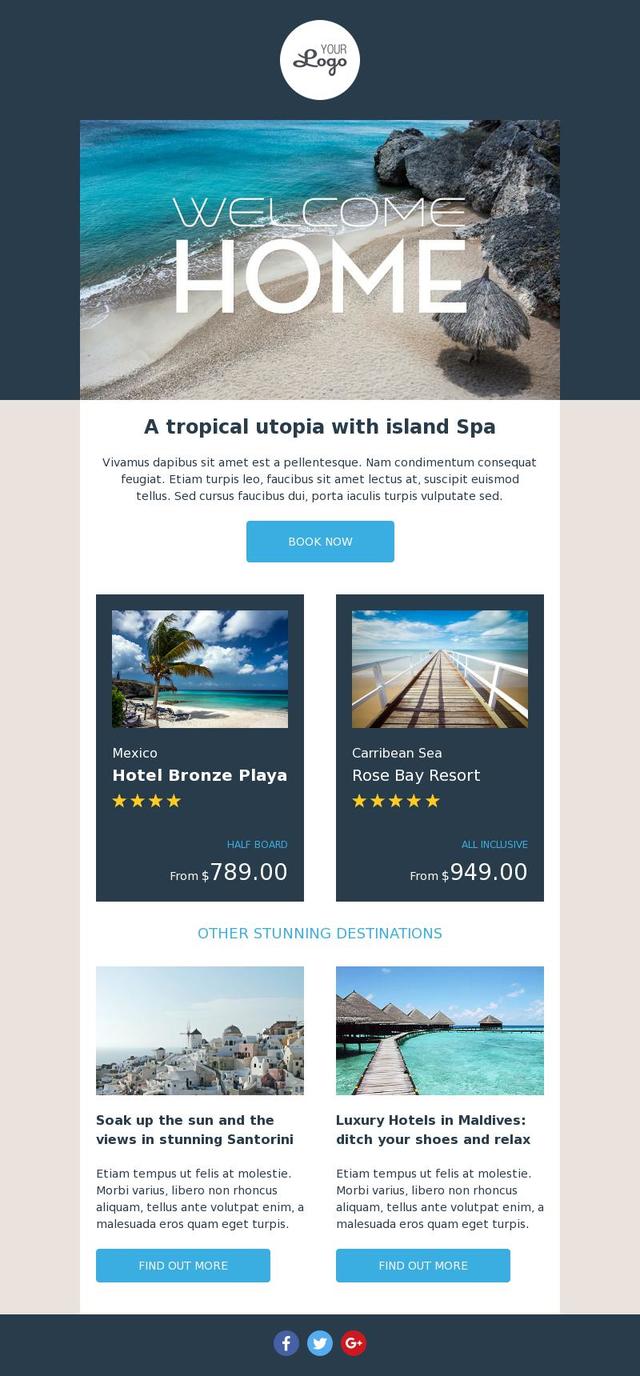 YOUR
Logo
WELCOME
HOME
A tropical utopia with island Spa
Vivamus dapibus sit amet est a pellentesque. Nam condimentum consequat
feugiat. Etiam turpis leo, faucibus sit amet lectus at, suscipit euismod
tellus. Sed cursus faucibus dui, porta iaculis turpis vulputate sed.
BOOK NOW
Mexico
Hotel Bronze Playa
HALF BOARD
From $789.00
Carribean Sea
Rose Bay Resort
ALL INCLUSIVE
From $949.00
OTHER STUNNING DESTINATIONS
Soak up the sun and the
views in stunning Santorini
Etiam tempus ut felis at molestie.
Morbi varius, libero non rhoncus
aliquam, tellus ante volutpat enim, a
malesuada eros quam eget turpis.
FIND OUT MORE
Luxury Hotels in Maldives:
ditch your shoes and relax
Etiam tempus ut felis at molestie.
Morbi varius, libero non rhoncus
aliquam, tellus ante volutpat enim, a
malesuada eros quam eget turpis.
FIND OUT MORE
f
G+